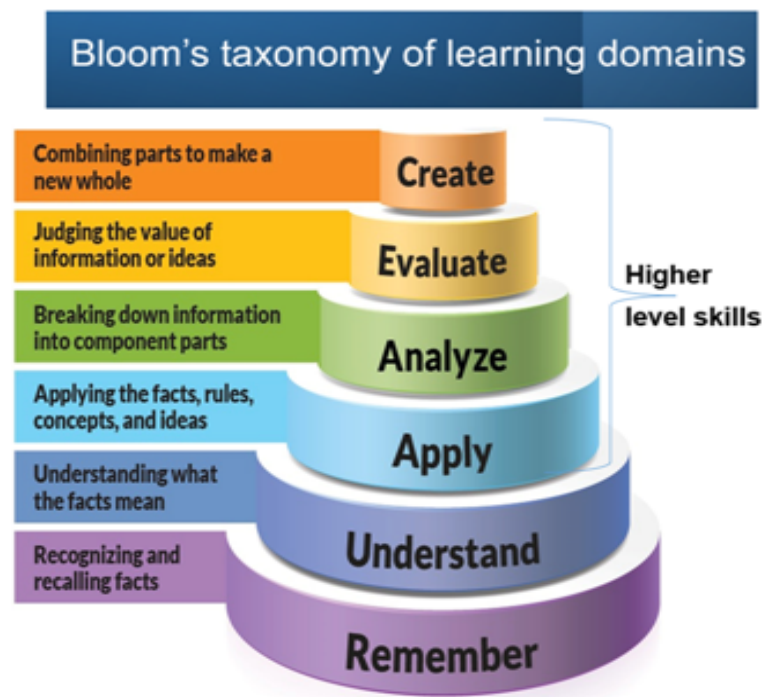 Bloom's taxonomy of learning domains
Combining parts to make a
new whole
Create
Judging the value of
information or ideas
Evaluate
Higher
level skills
Breaking down information
into component parts
Analyze
Applying the facts, rules,
concepts, and ideas
Apply
Understanding what
the facts mean
Understand
Recognizing and
recalling facts
Remember